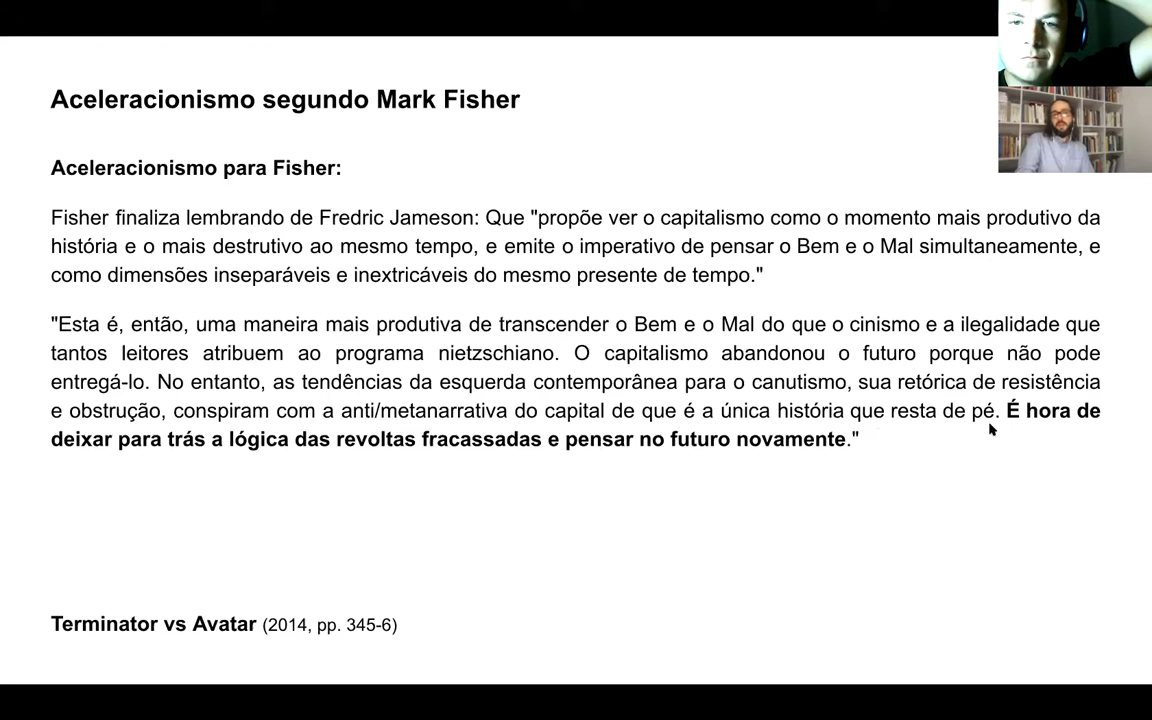 Aceleracionismo segundo Mark Fisher
Aceleracionismo para Fisher:
Fisher finaliza lembrando de Fredric Jameson: Que "propõe ver o capitalismo como o momento mais produtivo da
história e o mais destrutivo ao mesmo tempo, e emite o imperativo de pensar o Bem e o Mal simultaneamente, e
como dimensões inseparáveis e inextricáveis do mesmo presente de tempo."
"Esta é, então, uma maneira mais produtiva de transcender o Bem e o Mal do que o cinismo e a ilegalidade que
tantos leitores atribuem ao programa nietzschiano. O capitalismo abandonou o futuro porque não pode
entregá-lo. No entanto, as tendências da esquerda contemporânea para o canutismo, sua retórica de resistência
e obstrução, conspiram com a anti/metanarrativa do capital de que é a única história que resta de pé. É hora de
deixar para trás a lógica das revoltas fracassadas e pensar no futuro novamente."
Terminator vs Avatar (2014, pp. 345-6)